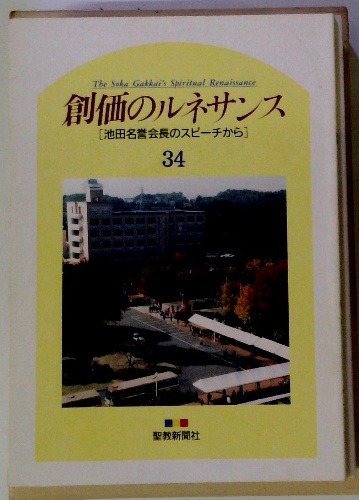 The Soka Gakkai's Spiritual Renaissance
創価のルネサンス
[池田名誉会長のスピーチから]
34
聖教新聞社